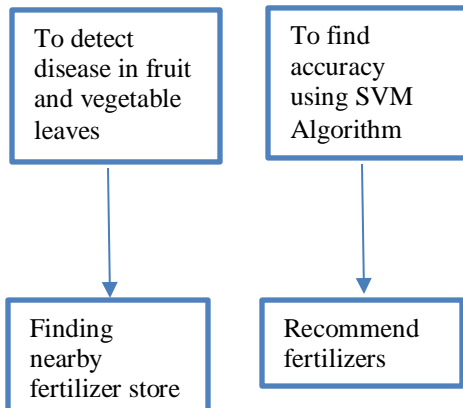 To detect
disease in fruit
and vegetable
leaves
To find
accuracy
using SVM
Algorithm
Finding
nearby
fertilizer store
Recommend
fertilizers